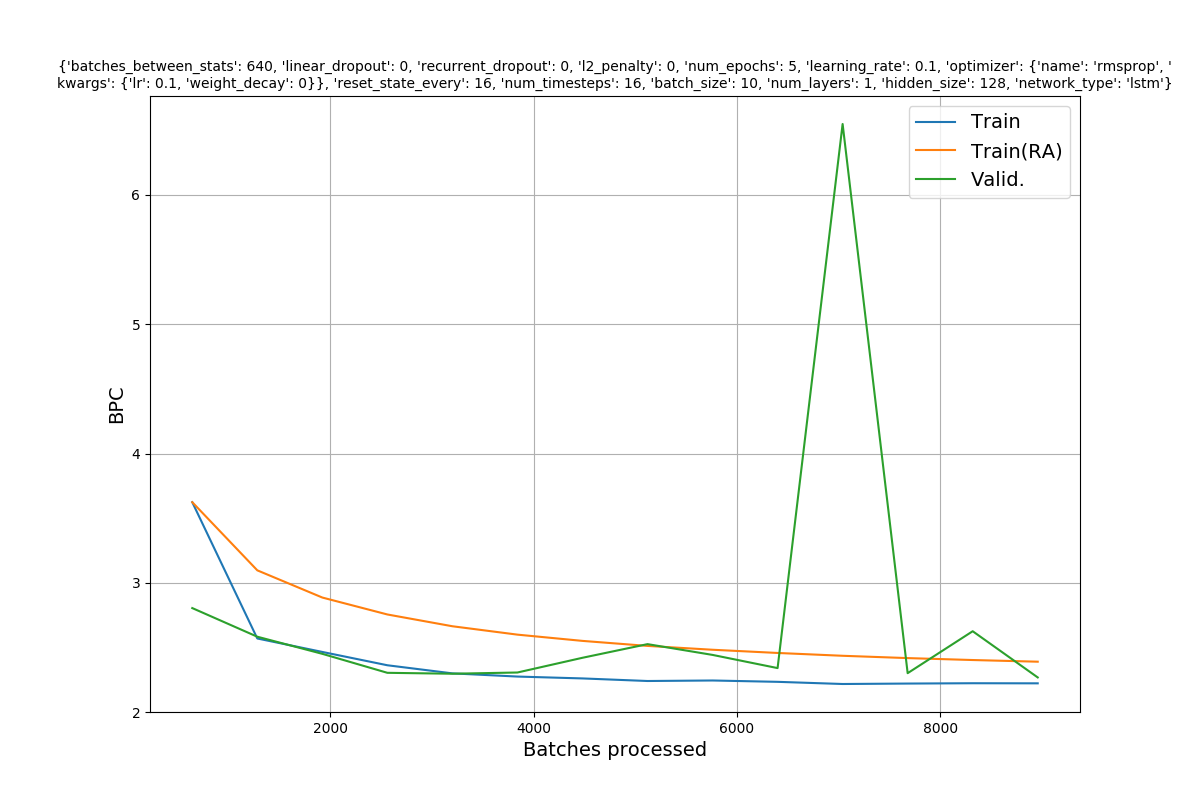 {'batches_between_stats': 640, 'linear_dropout': 0, 'recurrent_dropout': 0, 'l2_penalty': 0, 'num_epochs': 5, 'learning_rate': 0.1, 'optimizer': {'name': 'rmsprop', '
kwargs': {'lr': 0.1, 'weight_decay': 0}}, 'reset_state_every': 16, 'num_timesteps': 16, 'batch_size': 10, 'num_layers': 1, 'hidden_size': 128, 'network_type': 'lstm'}
Train
Train(RA)
Valid.
6
5
4
3
2
BPC
2000 4000 6000 8000
Batches processed